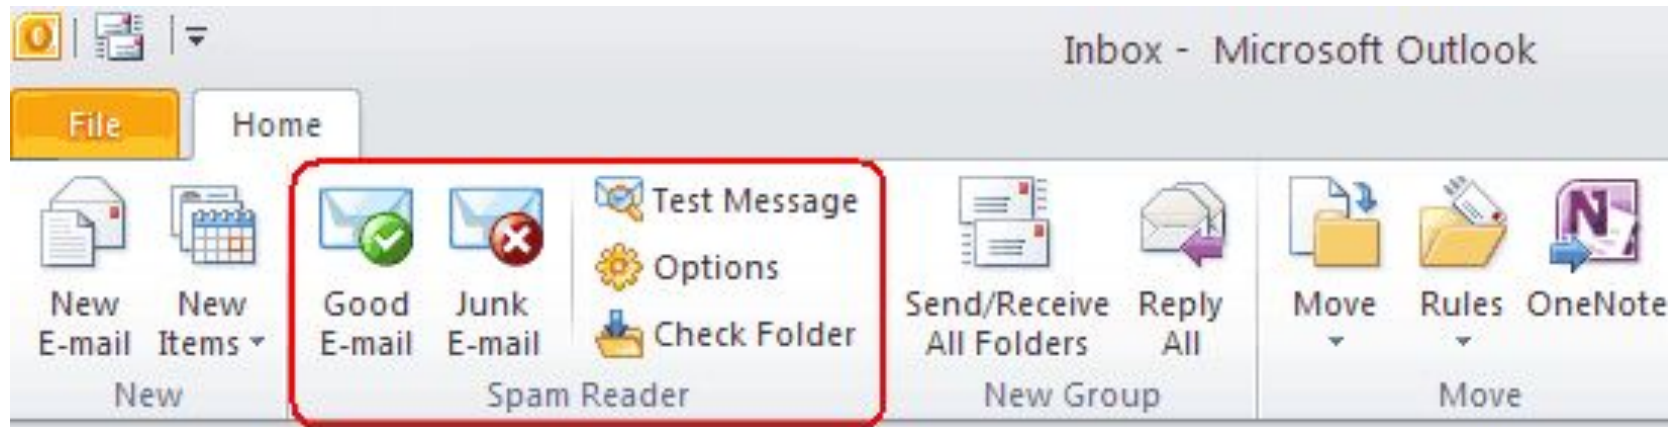 Inbox - Microsoft Outlook
File
Home
New
E-mail
New
Items
New
Good
E-mail
Junk
E-mail
Test Message
Options
Check Folder
Spam Reader
Send/Receive
All Folders
Reply
All
New Group
Move
Rules
OneNote
Move